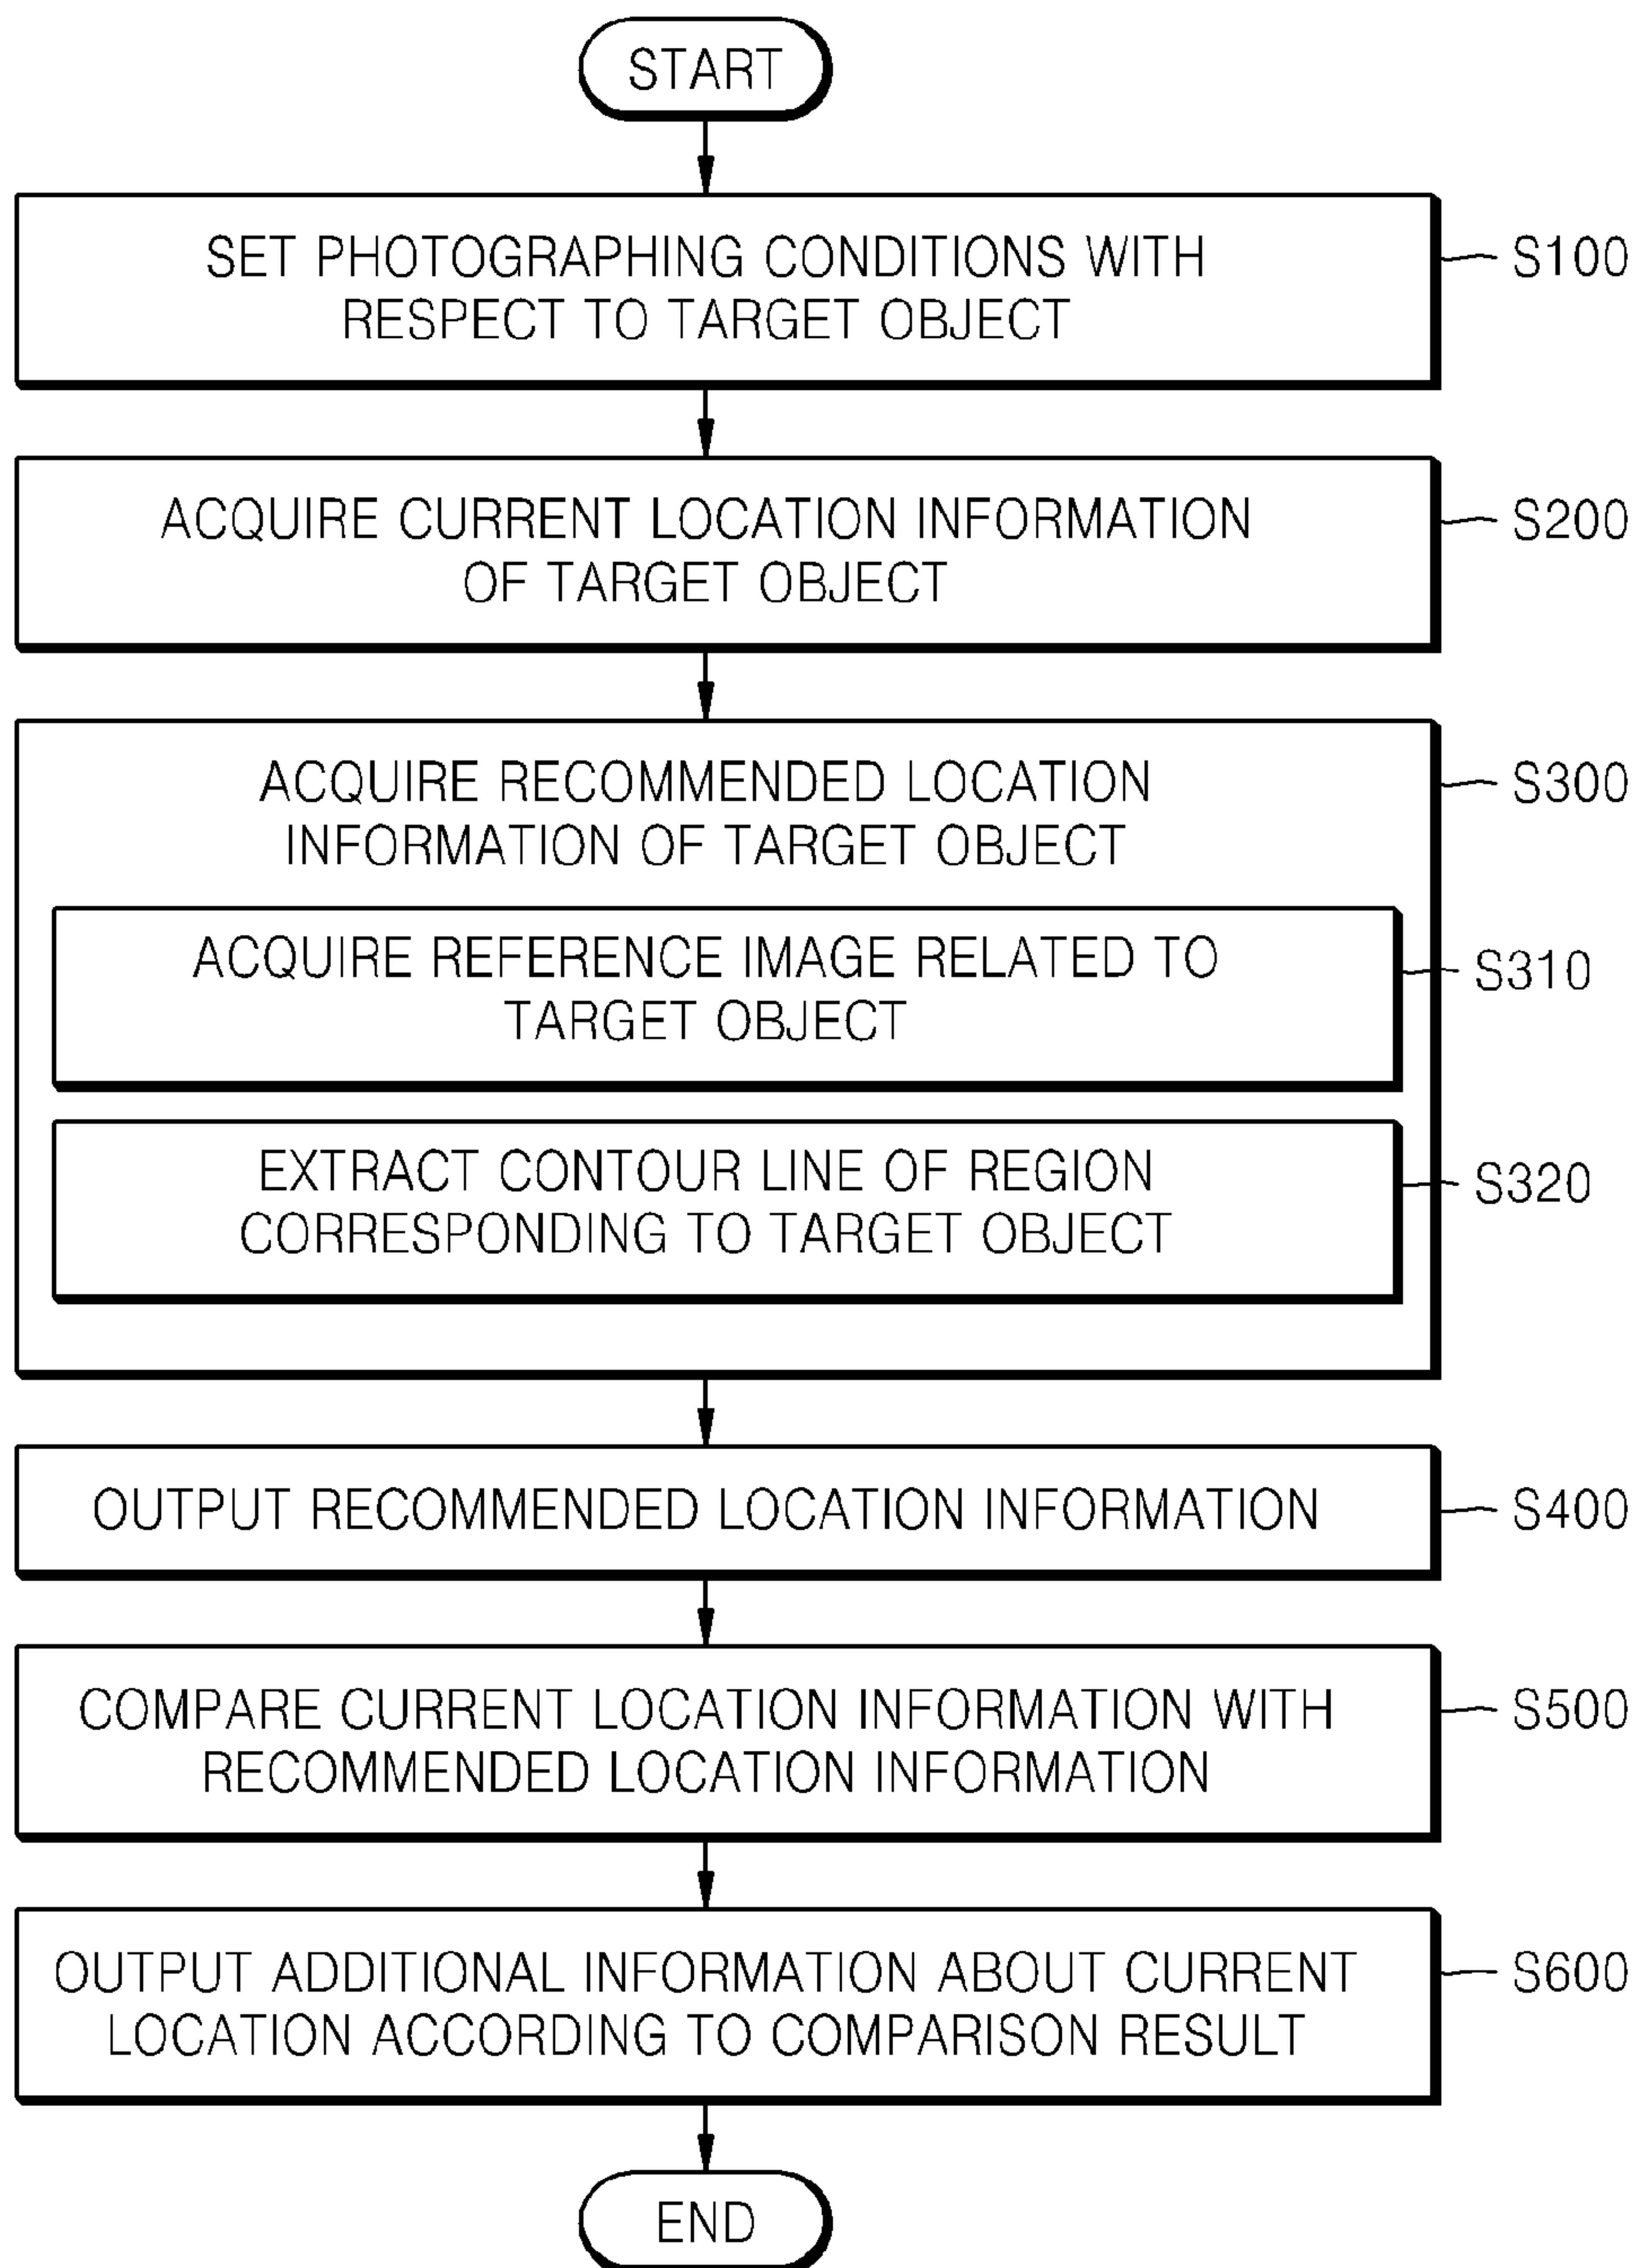 START
SET PHOTOGRAPHING CONDITIONS WITH
RESPECT TO TARGET OBJECT
S100
ACQUIRE CURRENT LOCATION INFORMATION
OF TARGET OBJECT
S200
ACQUIRE RECOMMENDED LOCATION
INFORMATION OF TARGET OBJECT
S300
ACQUIRE REFERENCE IMAGE RELATED TO
TARGET OBJECT
S310
EXTRACT CONTOUR LINE OF REGION
CORRESPONDING TO TARGET OBJECT
S320
OUTPUT RECOMMENDED LOCATION INFORMATION
S400
COMPARE CURRENT LOCATION INFORMATION WITH
RECOMMENDED LOCATION INFORMATION
S500
OUTPUT ADDITIONAL INFORMATION ABOUT CURRENT
LOCATION ACCORDING TO COMPARISON RESULT
S600
END